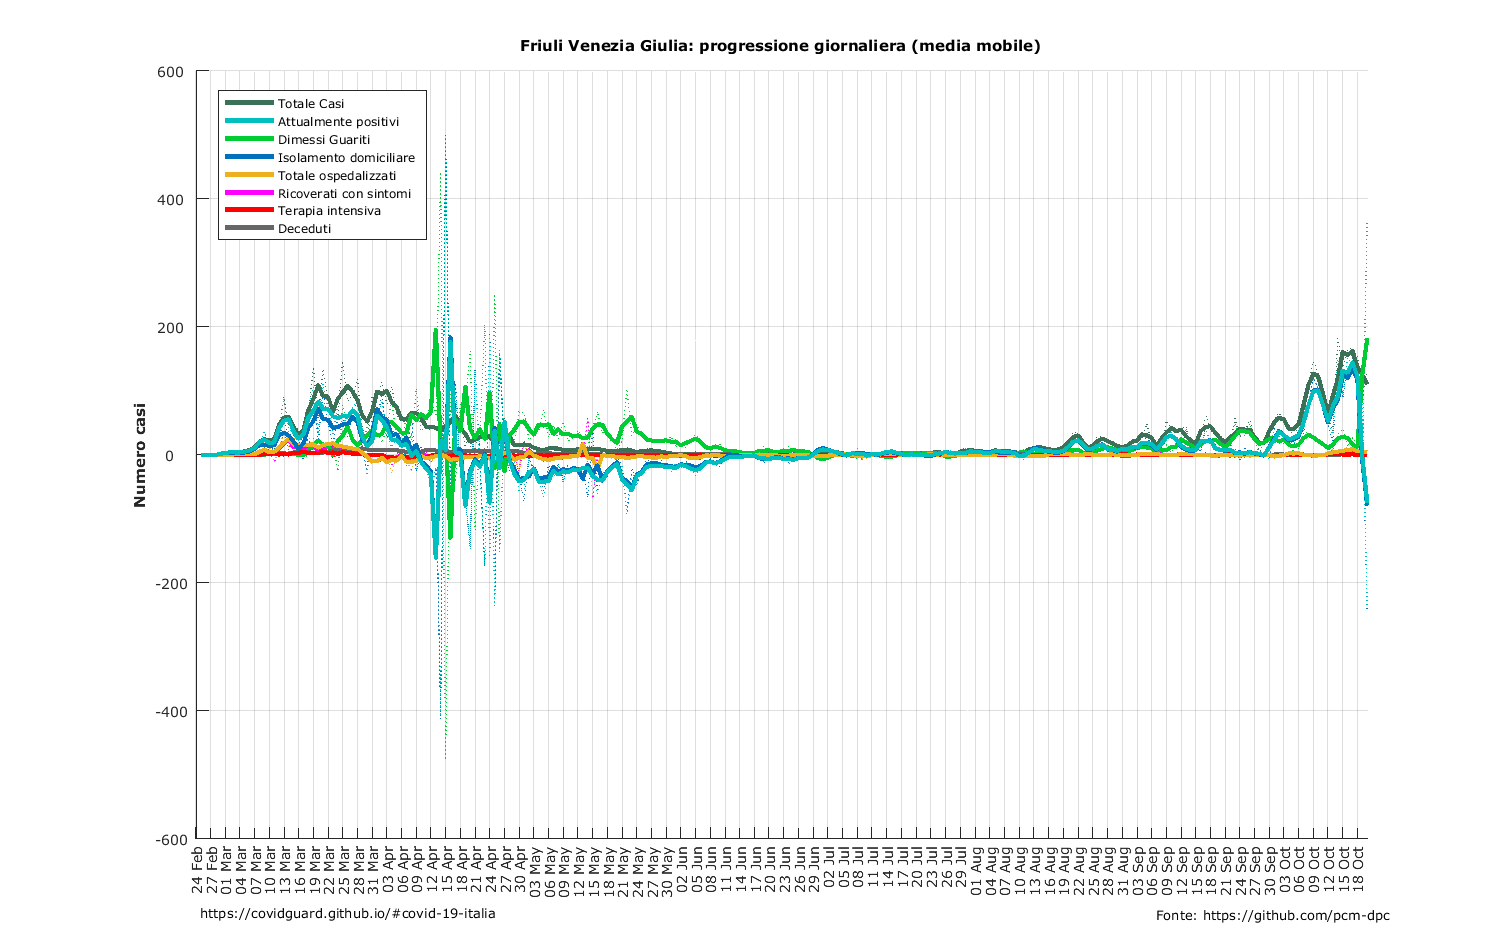 Friuli Venezia Giulia: progressione giornaliera (media mobile)
600
400
200
0
-200
-400
-600
Numero casi
Totale Casi
Attualmente positivi
Dimessi Guariti
Isolamento domiciliare
Totale ospedalizzati
Ricoverati con sintomi
Terapia intensiva
Deceduti
24 Feb
27 Feb
01 Mar
04 Mar
07 Mar
10 Mar
13 Mar
16 Mar
19 Mar
22 Mar
25 Mar
28 Mar
31 Mar
03 Apr
06 Apr
09 Apr
12 Apr
15 Apr
18 Apr
21 Apr
24 Apr
27 Apr
30 Apr
03 May
06 May
09 May
12 May
15 May
18 May
21 May
24 May
27 May
30 May
02 Jun
05 Jun
08 Jun
11 Jun
14 Jun
17 Jun
20 Jun
23 Jun
26 Jun
29 Jun
02 Jul
05 Jul
08 Jul
11 Jul
14 Jul
17 Jul
20 Jul
23 Jul
26 Jul
29 Jul
01 Aug
04 Aug
07 Aug
10 Aug
13 Aug
16 Aug
19 Aug
22 Aug
25 Aug
28 Aug
31 Aug
03 Sep
06 Sep
09 Sep
12 Sep
15 Sep
18 Sep
21 Sep
24 Sep
27 Sep
30 Sep
03 Oct
06 Oct
09 Oct
12 Oct
15 Oct
18 Oct
https://covidguard.github.io/#covid-19-italia
Fonte: https://github.com/pcm-dpc